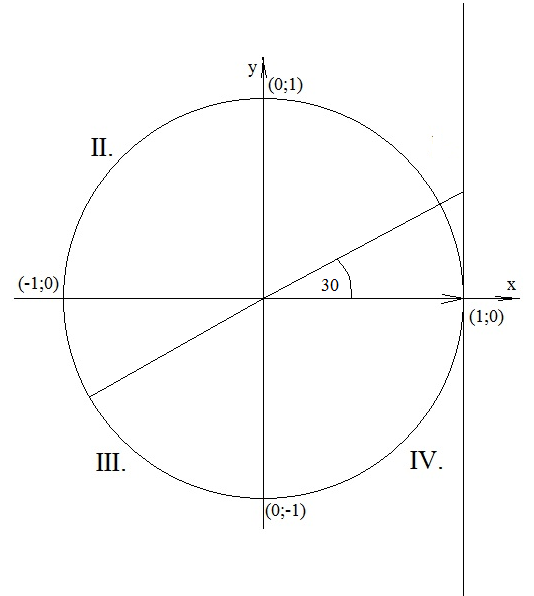 y
(0;1)
II.
30
(-1;0)
x
(1;0)
III.
IV.
(0;-1)